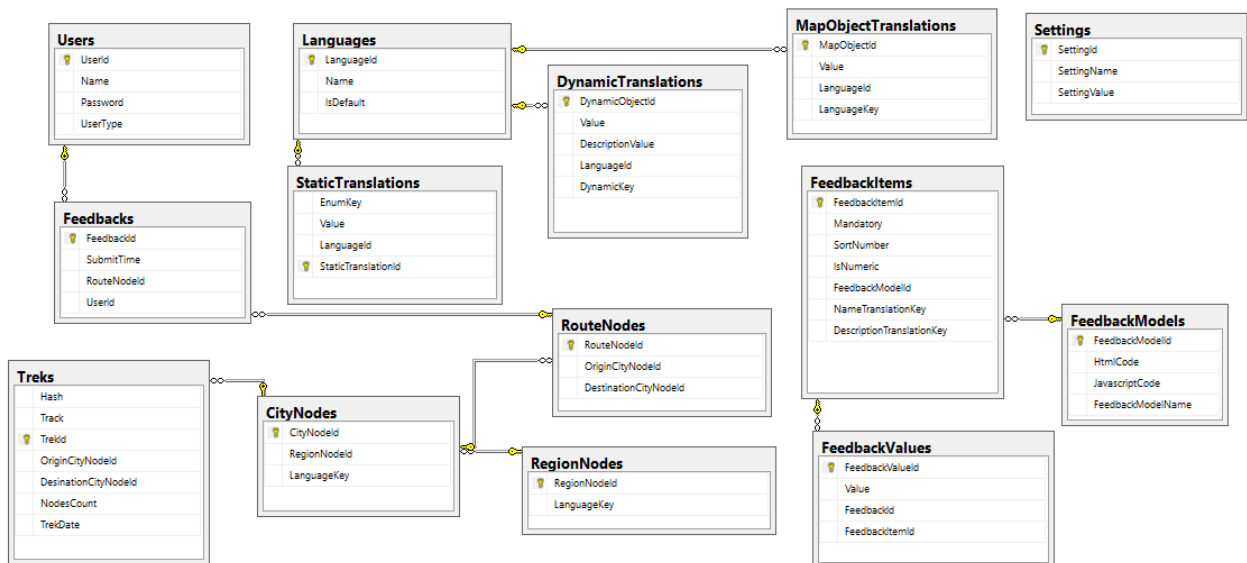 Users
UserId
Name
Password
UserType
Languages
LanguageId
Name
IsDefault
MapObjectTranslations
MapObjectId
Value
LanguageId
LanguageKey
Settings
SettingId
SettingName
SettingValue
DynamicTranslations
DynamicObjectId
Value
DescriptionValue
LanguageId
DynamicKey
StaticTranslations
EnumKey
Value
LanguageId
StaticTranslationId
FeedbackItems
FeedbackItemId
Mandatory
SortNumber
IsNumeric
FeedbackModelId
NameTranslationKey
DescriptionTranslationKey
Feedbacks
FeedbackId
SubmitTime
RouteNodeId
UserId
RouteNodes
RouteNodeId
OriginCityNodeId
DestinationCityNodeId
FeedbackModels
FeedbackModelId
HtmlCode
JavascriptCode
FeedbackModelName
Treks
Hash
Track
TrekId
OriginCityNodeId
DesinationCityNodeId
NodesCount
TrekDate
CityNodes
CityNodeId
RegionNodeId
LanguageKey
RegionNodes
RegionNodeId
LanguageKey
FeedbackValues
FeedbackValueId
Value
FeedbackId
FeedbackItemId